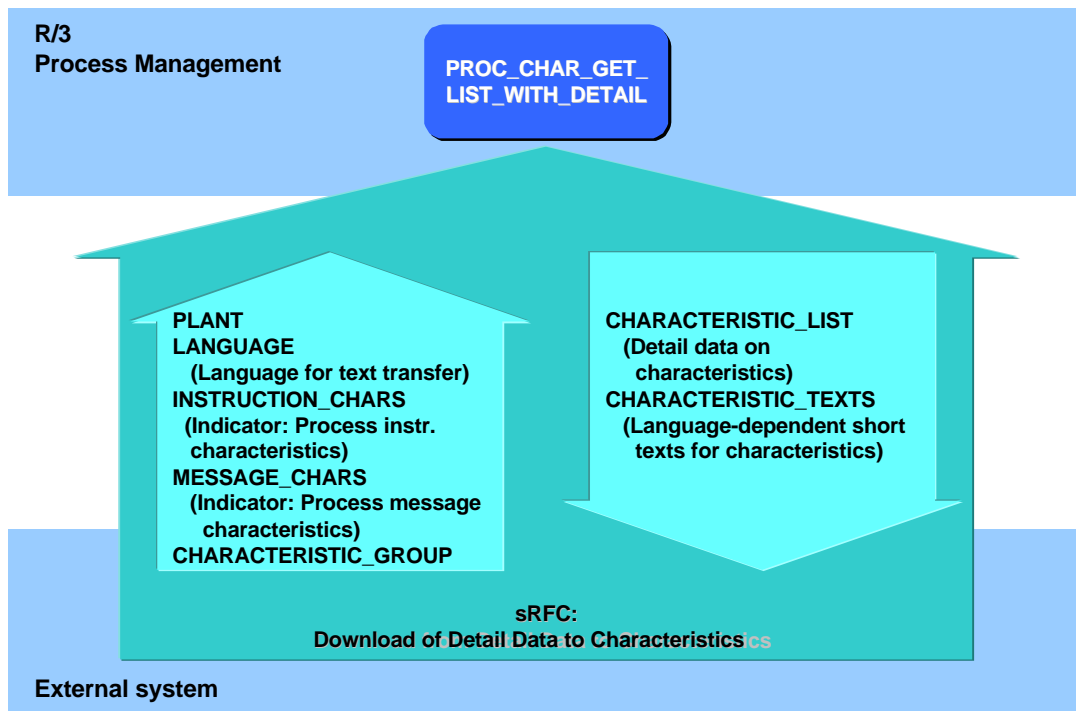 R/3
Process Management
PROC_CHAR_GET_
LIST_WITH_DETAIL
PLANT
LANGUAGE
(Language for text transfer)
INSTRUCTION_CHARS
(Indicator: Process instr.
characteristics)
MESSAGE_CHARS
(Indicator: Process message
characteristics)
CHARACTERISTIC_GROUP
CHARACTERISTIC_LIST
(Detail data on
characteristics)
CHARACTERISTIC_TEXTS
(Language-dependent short
texts for characteristics)
sRFC:
Download of Detail Data to Characteristics
External system